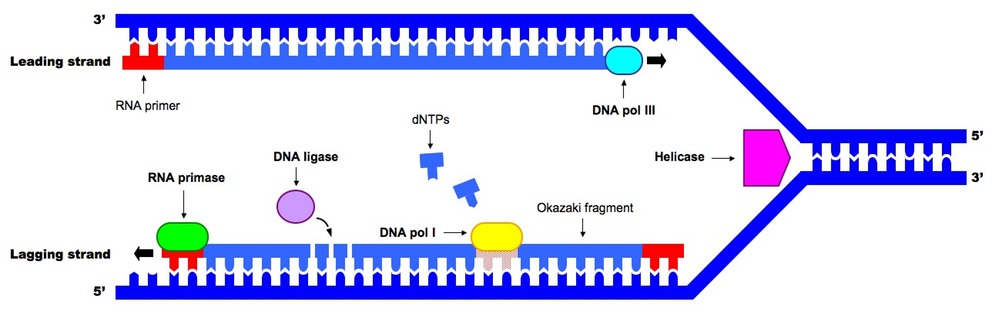 3’
Leading strand
RNA primer
DNA pol III
dNTPs
5’
Helicase
3’
DNA ligase
RNA primase
Okazaki fragment
DNA pol I
Lagging strand
5’